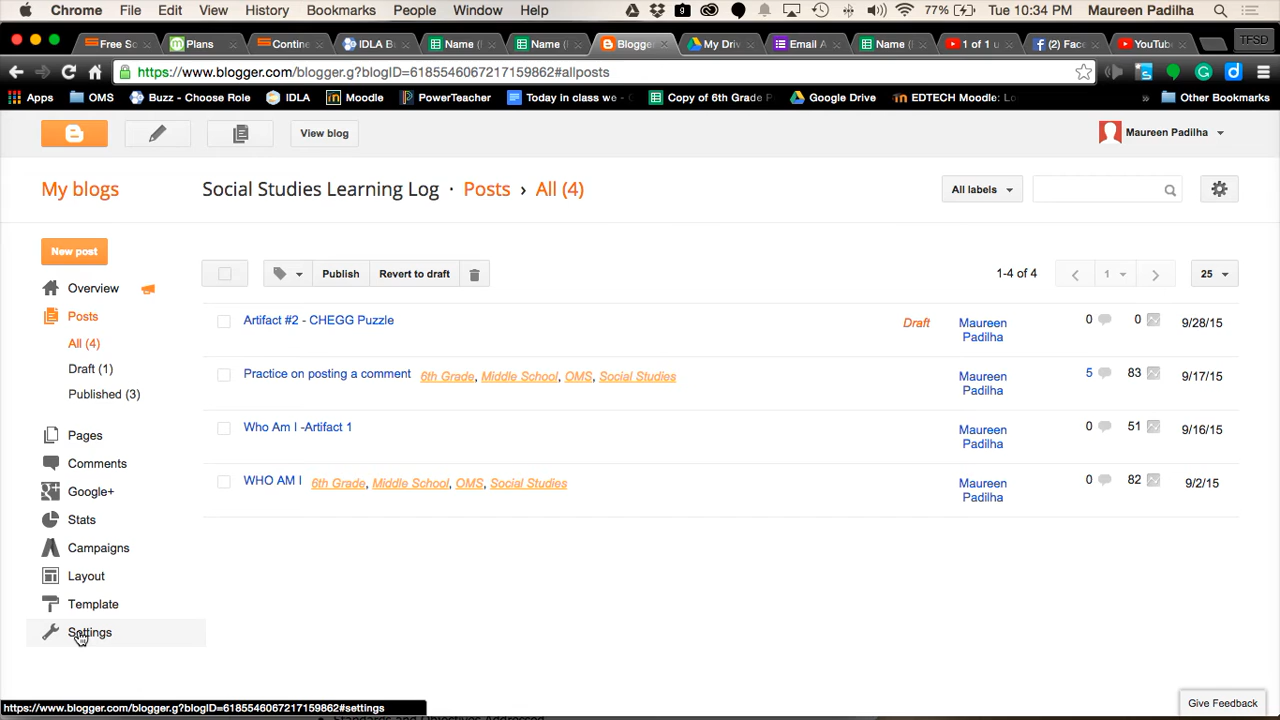 Chrome File Edit View History Bookmarks People Window Help 77% Tue 10:34 PM Maureen Padilha
Free S Plans Contine IDLA B Name ( Name ( Blogger My Driv Email A Name ( 1 of 1 u (3) Fac YouTube TFSD
https://www.blogger.com/blogger.g?blogID=6185546067217159862#allposts
Apps OMS Buzz - Choose Role IDLA Moodle PowerTeacher Today in class we - Copy of 6th Grade P Google Drive EDTECH Moodle: Lo » Other Bookmarks
View blog Maureen Padilha
My blogs Social Studies Learning Log · Posts › All (4) All labels
New post
Publish Revert to draft 1-4 of 4 1 25
Overview
Posts
All (4)
Draft (1)
Published (3)
Pages
Comments
Google+
Stats
Campaigns
Layout
Template
Settings
Artifact #2 - CHEGG Puzzle Draft Maureen Padilha 0 0 9/28/15
Practice on posting a comment 6th Grade, Middle School, OMS, Social Studies Maureen Padilha 5 83 9/17/15
Who Am I -Artifact 1 Maureen Padilha 0 51 9/16/15
WHO AM I 6th Grade, Middle School, OMS, Social Studies Maureen Padilha 0 82 9/2/15
https://www.blogger.com/blogger.g?blogID=6185546067217159862#settings
Give Feedback